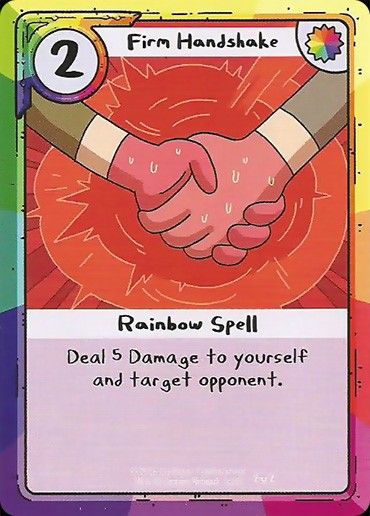 2
Firm Handshake
Rainbow Spell
Deal 5 Damage to yourself
and target opponent.